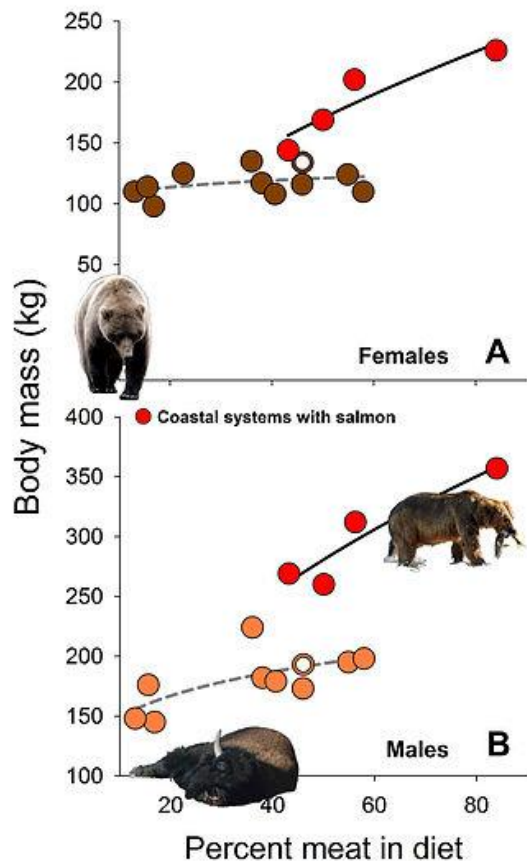 250
200
150
100
50
Females A
Body mass (kg)
400
Coastal systems with salmon
350
300
250
200
150
Males B
100
20 40 60 80
Percent meat in diet